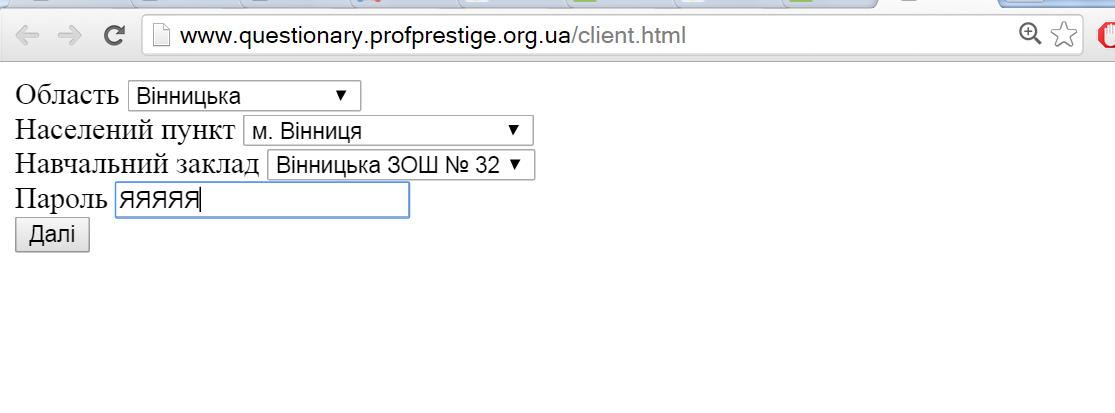 www.questionary.profprestige.org.ua/client.html
Область Вінницька
Населений пункт м. Вінниця
Навчальний заклад Вінницька ЗОШ № 32
Пароль ЯЯЯЯЯ
Далі